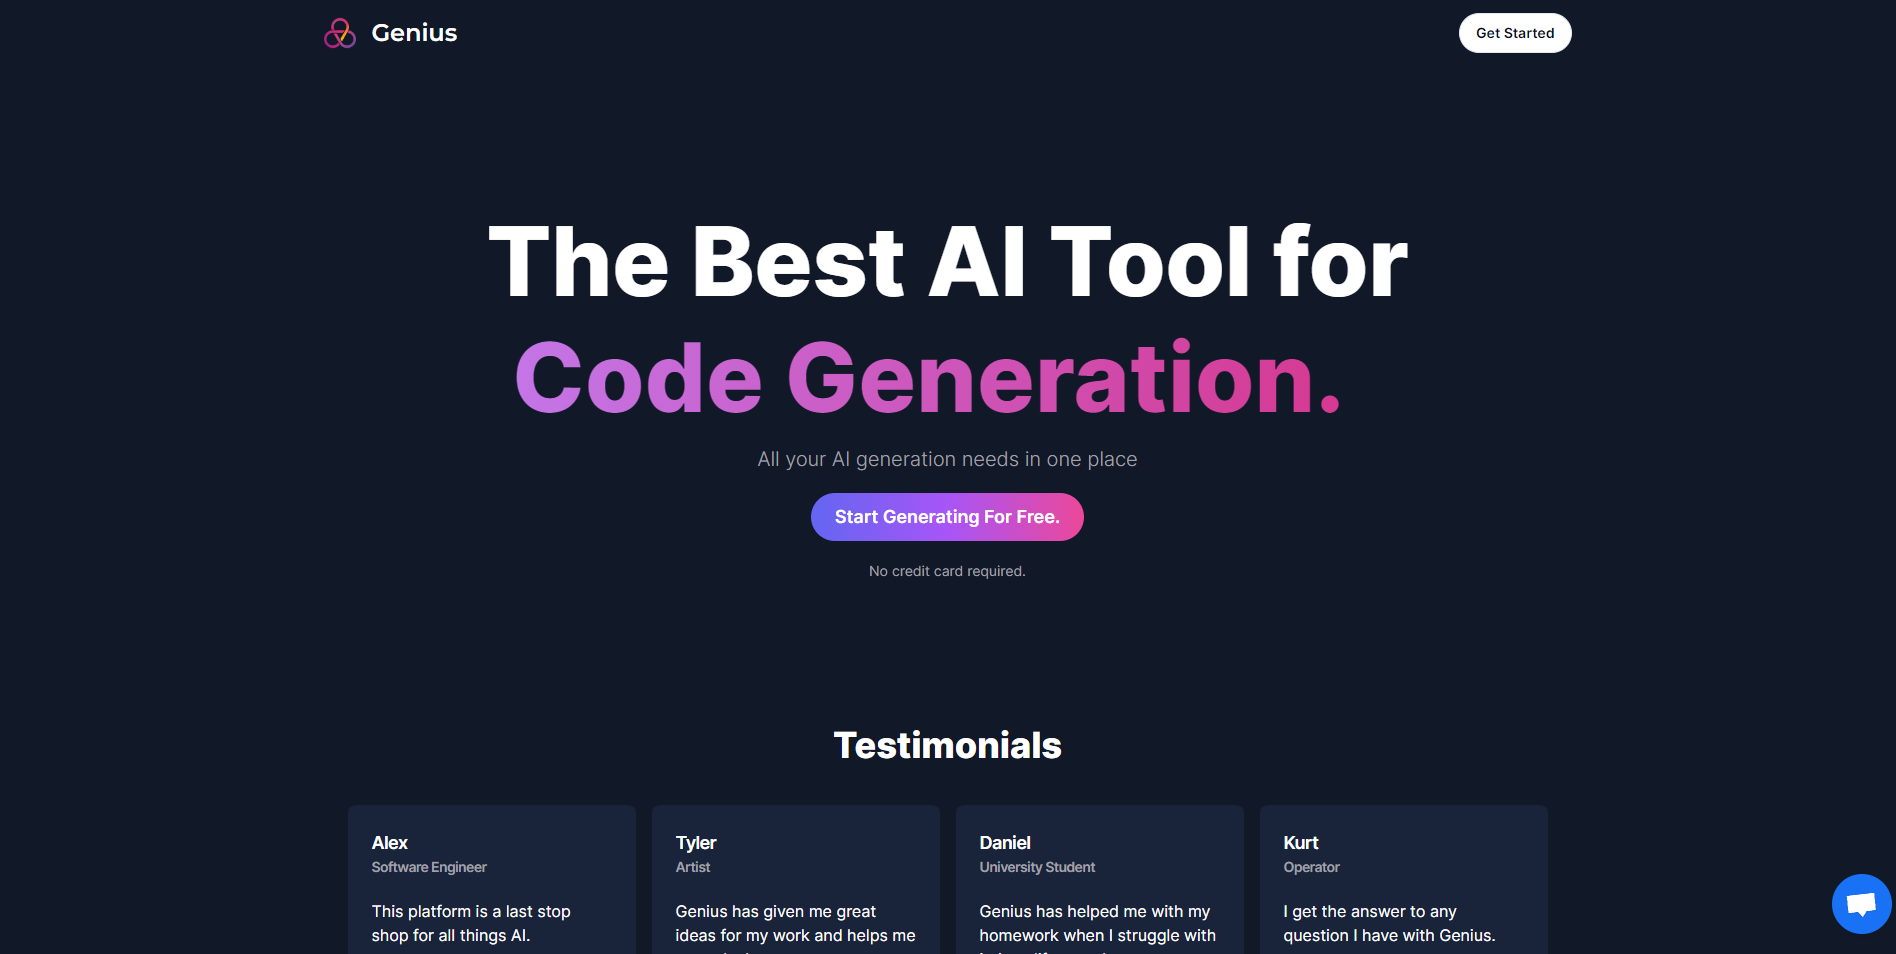 Genius
Get Started
The Best AI Tool for
Code Generation.
All your AI generation needs in one place
Start Generating For Free.
No credit card required.
Testimonials
Alex
Software Engineer
This platform is a last stop
shop for all things AI.
Tyler
Artist
Genius has given me great
ideas for my work and helps me
Daniel
University Student
Genius has helped me with my
homework when I struggle with
Kurt
Operator
I get the answer to any
question I have with Genius.